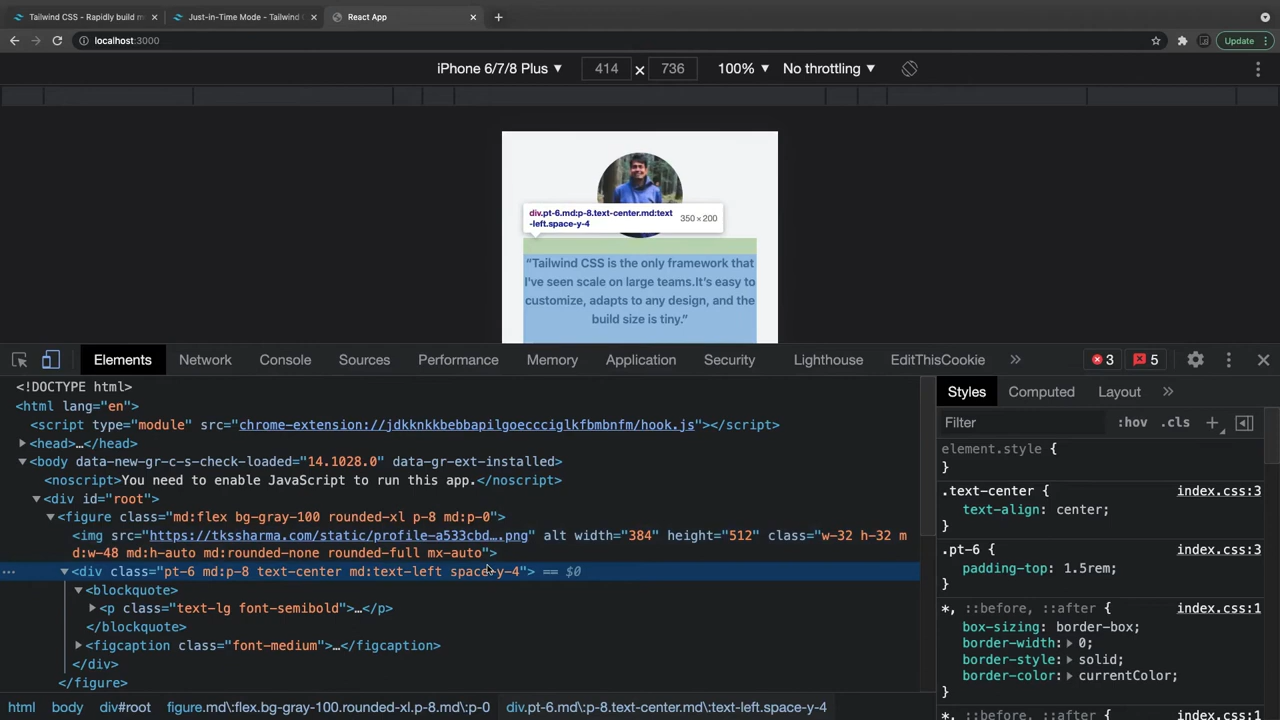 Tailwind CSS - Rapidly build m
Just-in-Time Mode - Tailwind
React App
localhost:3000
Update
iPhone 6/7/8 Plus
414
736
100%
No throttling
div.pt-6.md:p-8.text-center.md:text
-left.space-y-4
350 × 200
“Tailwind CSS is the only framework that
I've seen scale on large teams.It’s easy to
customize, adapts to any design, and the
build size is tiny.”
Elements
Network
Console
Sources
Performance
Memory
Application
Security
Lighthouse
EditThisCookie
3
5
<!DOCTYPE html>
<html lang="en">
<script type="module" src="chrome-extension://jdkknkkbebbapilgoeccciglkfbmbnfm/hook.js"></script>
<head>…</head>
<body data-new-gr-c-s-check-loaded="14.1028.0" data-gr-ext-installed>
<noscript>You need to enable JavaScript to run this app.</noscript>
<div id="root">
<figure class="md:flex bg-gray-100 rounded-xl p-8 md:p-0">
<img src="https://tkssharma.com/static/profile-a533cbd….png" alt width="384" height="512" class="w-32 h-32 m
d:w-48 md:h-auto md:rounded-none rounded-full mx-auto">
<div class="pt-6 md:p-8 text-center md:text-left space-y-4"> == $0
<blockquote>
<p class="text-lg font-semibold">…</p>
</blockquote>
<figcaption class="font-medium">…</figcaption>
</div>
</figure>
html
body
div#root
figure.md\:flex.bg-gray-100.rounded-xl.p-8.md\:p-0
div.pt-6.md\:p-8.text-center.md\:text-left.space-y-4
Styles
Computed
Layout
Filter
:hov
.cls
element.style {
}
.text-center {
index.css:3
text-align: center;
}
.pt-6 {
index.css:3
padding-top: 1.5rem;
}
*, ::before, ::after {
index.css:1
box-sizing: border-box;
border-width: 0;
border-style: solid;
border-color: currentColor;
}